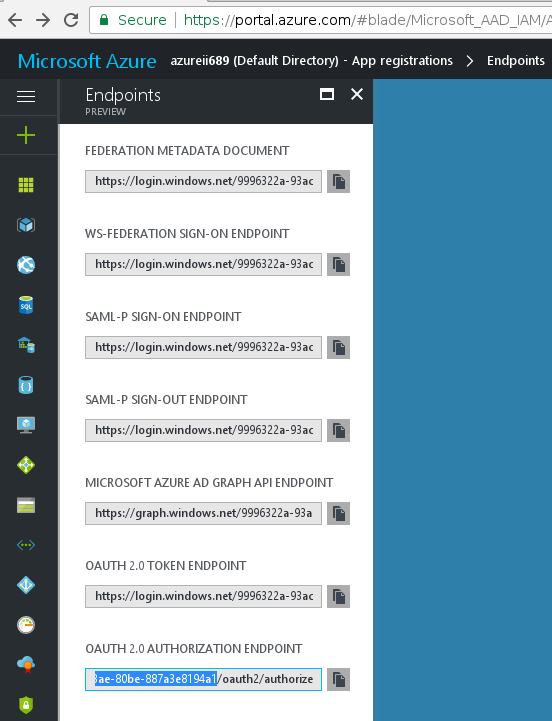 Secure
https://portal.azure.com/#blade/Microsoft_AAD_IAM/A
Microsoft Azure azureii689 (Default Directory) - App registrations > Endpoints
Endpoints
PREVIEW
FEDERATION METADATA DOCUMENT
https://login.windows.net/9996322a-93ac
WS-FEDERATION SIGN-ON ENDPOINT
https://login.windows.net/9996322a-93ac
SAML-P SIGN-ON ENDPOINT
https://login.windows.net/9996322a-93ac
SAML-P SIGN-OUT ENDPOINT
https://login.windows.net/9996322a-93ac
MICROSOFT AZURE AD GRAPH API ENDPOINT
https://graph.windows.net/9996322a-93a
OAUTH 2.0 TOKEN ENDPOINT
https://login.windows.net/9996322a-93ac
OAUTH 2.0 AUTHORIZATION ENDPOINT
3ae-80be-887a3e8194a1/oauth2/authorize
SQL